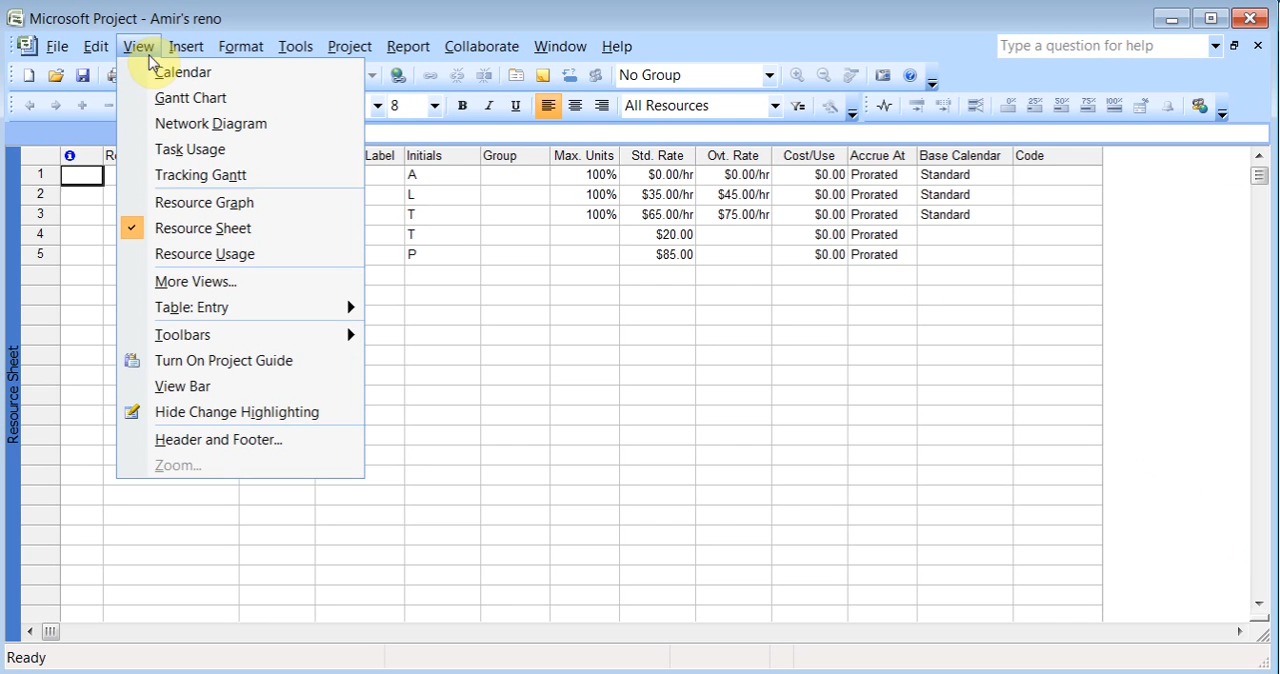 Microsoft Project - Amir's reno
File Edit View Insert Format Tools Project Report Collaborate Window Help Type a question for help
No Group
8 B I U All Resources 0% 25% 50% 75% 100%
Label Initials Group Max. Units Std. Rate Ovt. Rate Cost/Use Accrue At Base Calendar Code
1 A 100% $0.00/hr $0.00/hr $0.00 Prorated Standard
2 L 100% $35.00/hr $45.00/hr $0.00 Prorated Standard
3 T 100% $65.00/hr $75.00/hr $0.00 Prorated Standard
4 T $20.00 $0.00 Prorated
5 P $85.00 $0.00 Prorated
Calendar
Gantt Chart
Network Diagram
Task Usage
Tracking Gantt
Resource Graph
Resource Sheet
Resource Usage
More Views...
Table: Entry
Toolbars
Turn On Project Guide
View Bar
Hide Change Highlighting
Header and Footer...
Zoom...
Resource Sheet
Ready